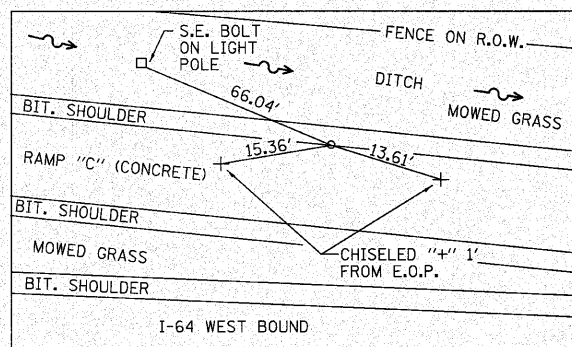 S.E. BOLT
ON LIGHT
POLE
FENCE ON R.O.W.
DITCH
MOWED GRASS
66.04'
BIT. SHOULDER
15.36'
13.61'
RAMP "C" (CONCRETE)
BIT. SHOULDER
MOWED GRASS
CHISELED "+" 1'
FROM E.O.P.
BIT. SHOULDER
I-64 WEST BOUND